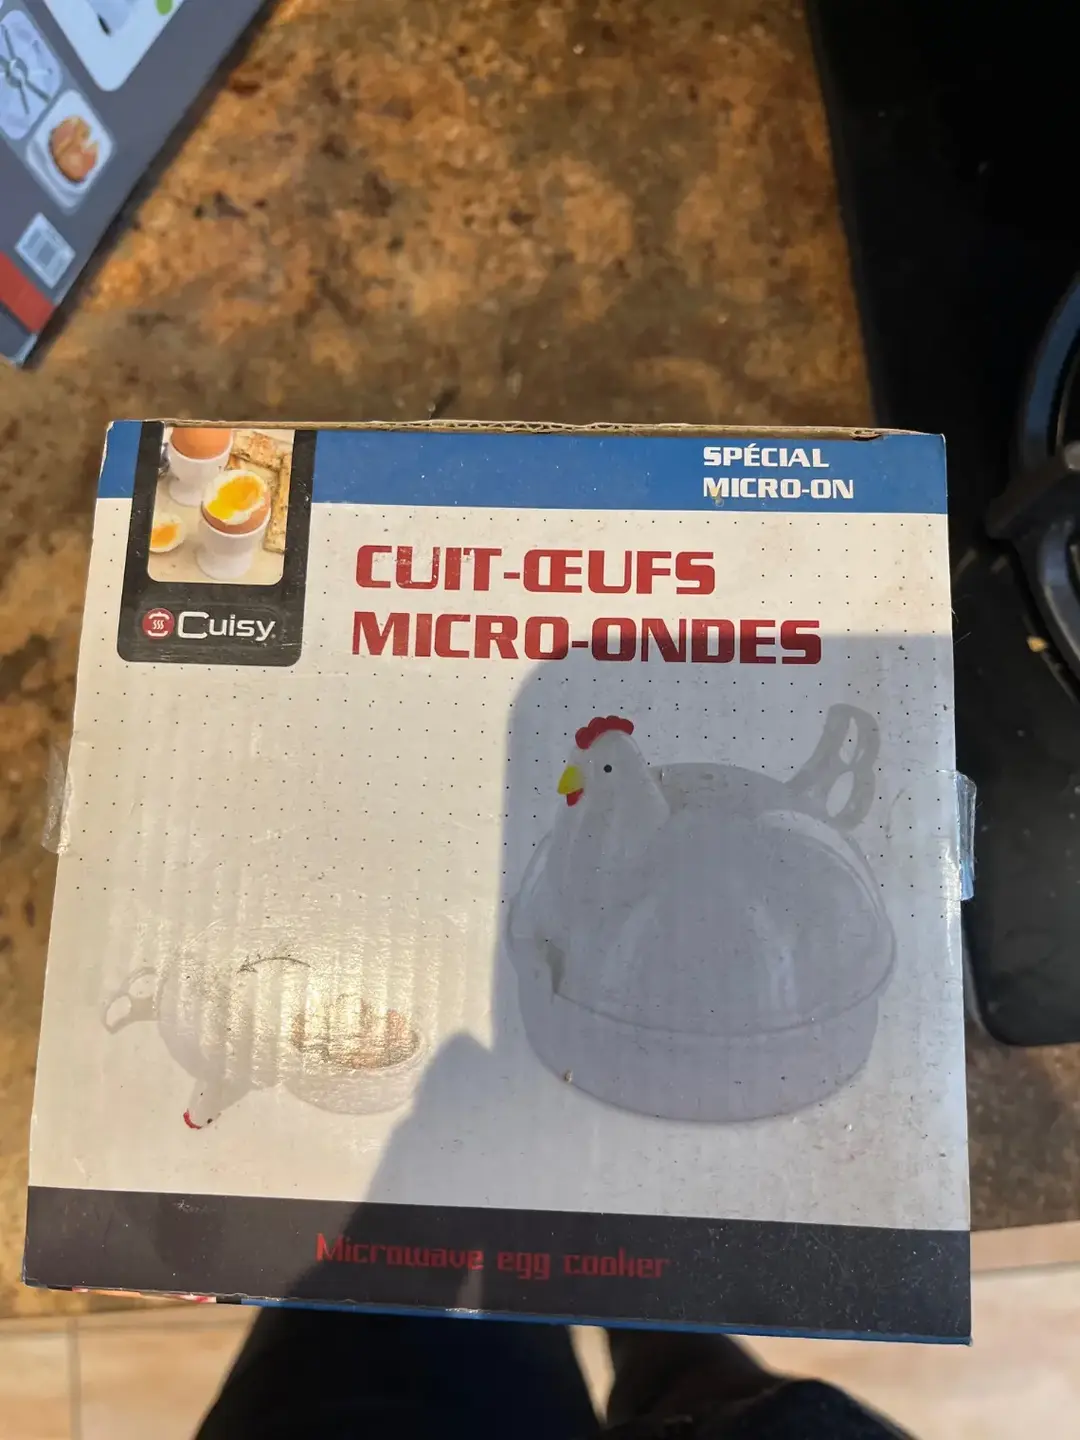 SPÉCIAL
MICRO-ON
CUIT-ŒUFS
MICRO-ONDES
Cuisy
Microwave egg cooker